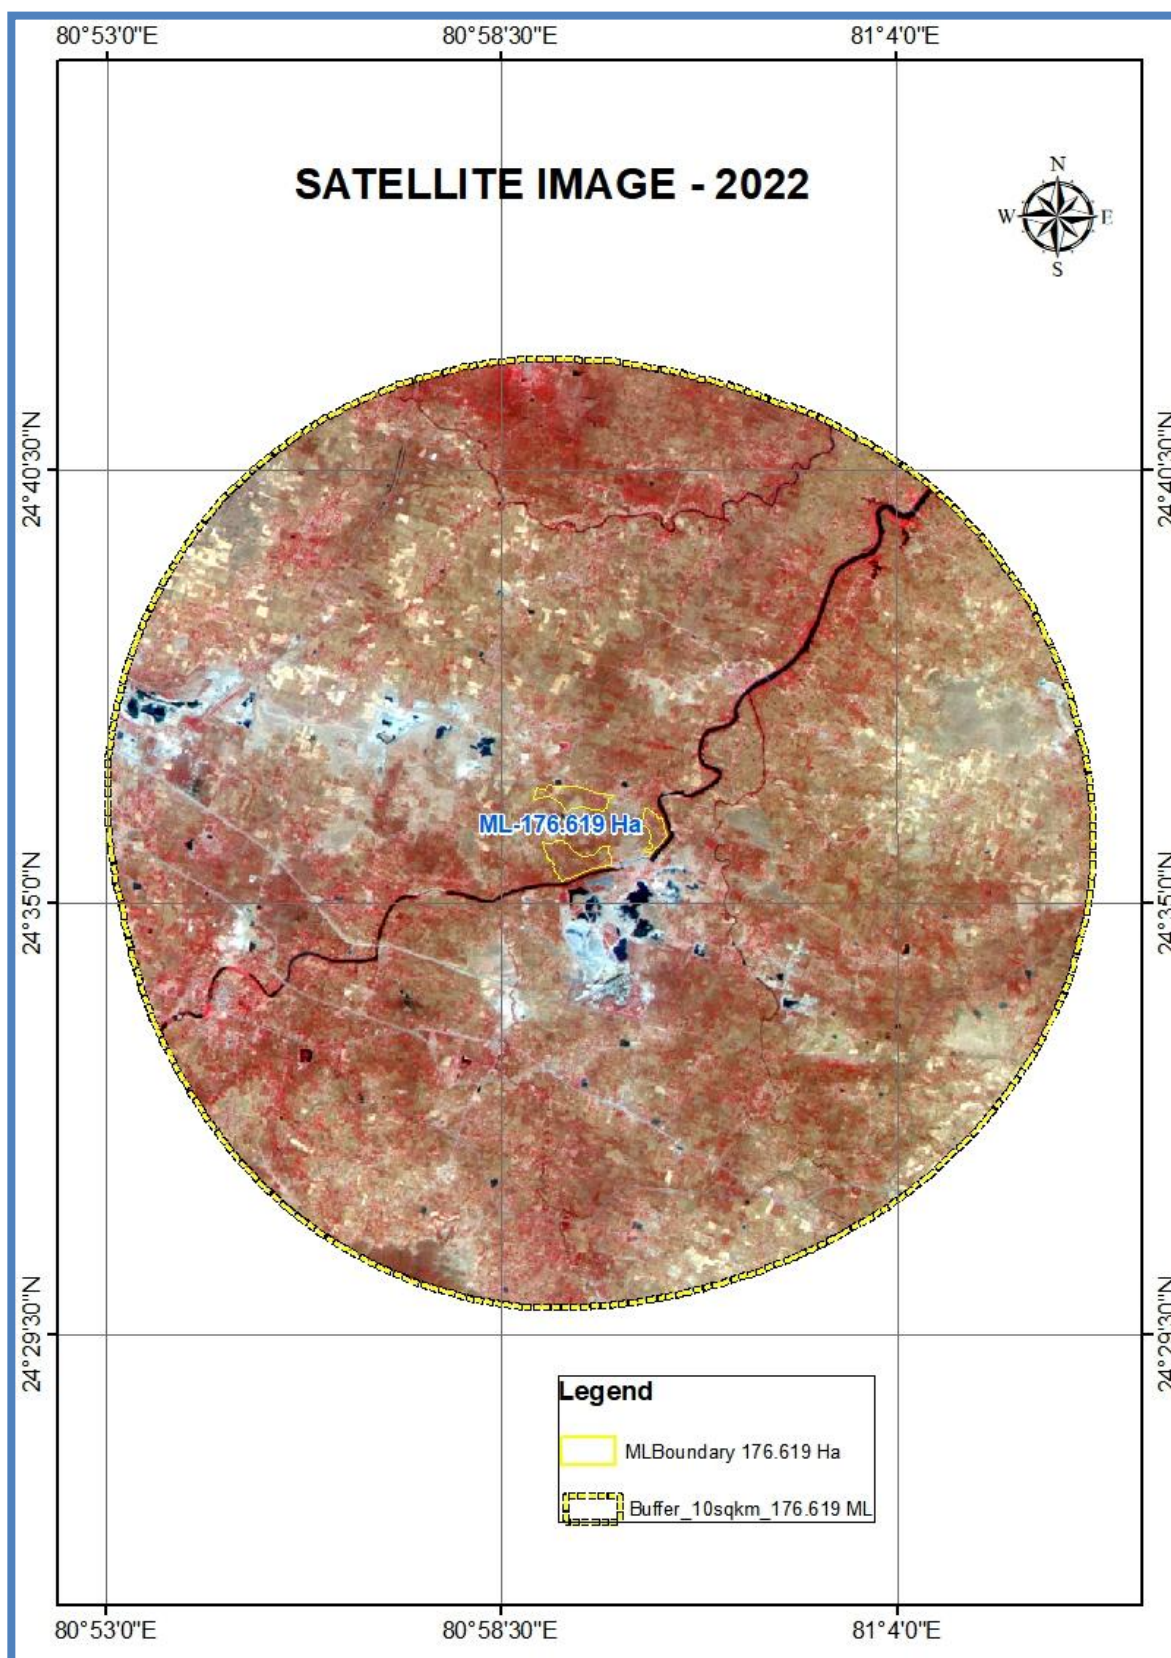 80°53'0"E 80°58'30"E 81°4'0"E
SATELLITE IMAGE - 2022
N
W E
S
24°40'30"N 24°40'30"N
ML-176.619 Ha
24°35'0"N 24°35'0"N
24°29'30"N 24°29'30"N
Legend
MLBoundary 176.619 Ha
Buffer_10sqkm_176.619 ML
80°53'0"E 80°58'30"E 81°4'0"E